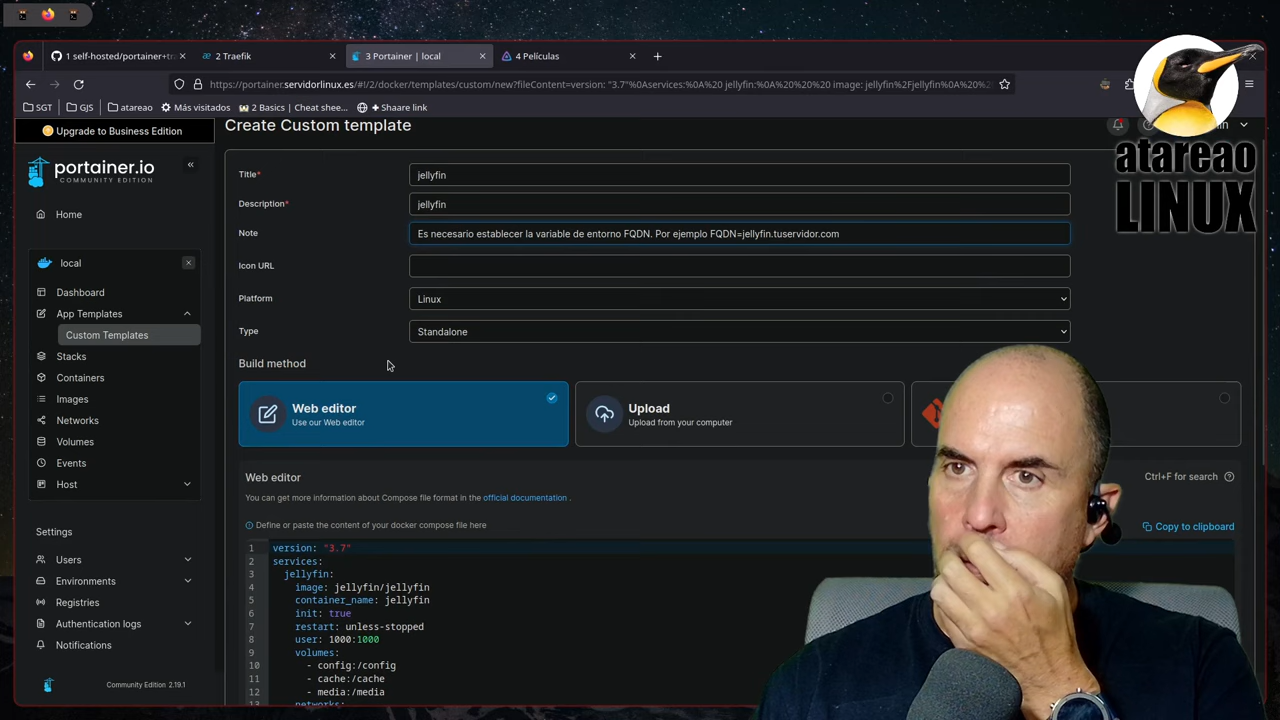 1 self-hosted/portainer+tr
2 Traefik
3 Portainer | local
4 Películas
https://portainer.servidorlinux.es/#!/2/docker/templates/custom/new?fileContent=version: "3.7"%0Aservices:%0A%20 jellyfin:%0A%20%20%20 image: jellyfin%2Fjellyfin%0A%20%20
SGT
GJS
atareao
Más visitados
2 Basics | Cheat shee...
+ Shaare link
atareao
LINUX
Upgrade to Business Edition
portainer.io
COMMUNITY EDITION
Home
local
Dashboard
App Templates
Custom Templates
Stacks
Containers
Images
Networks
Volumes
Events
Host
Settings
Users
Environments
Registries
Authentication logs
Notifications
Community Edition 2.19.1
Create Custom template
Title*
jellyfin
Description*
jellyfin
Note
Es necesario establecer la variable de entorno FQDN. Por ejemplo FQDN=jellyfin.tuservidor.com
Icon URL
Platform
Linux
Type
Standalone
Build method
Web editor
Use our Web editor
Upload
Upload from your computer
Web editor
Ctrl+F for search
You can get more information about Compose file format in the official documentation .
Define or paste the content of your docker compose file here
Copy to clipboard
1 version: "3.7"
2 services:
3 jellyfin:
4 image: jellyfin/jellyfin
5 container_name: jellyfin
6 init: true
7 restart: unless-stopped
8 user: 1000:1000
9 volumes:
10 - config:/config
11 - cache:/cache
12 - media:/media
13 networks: